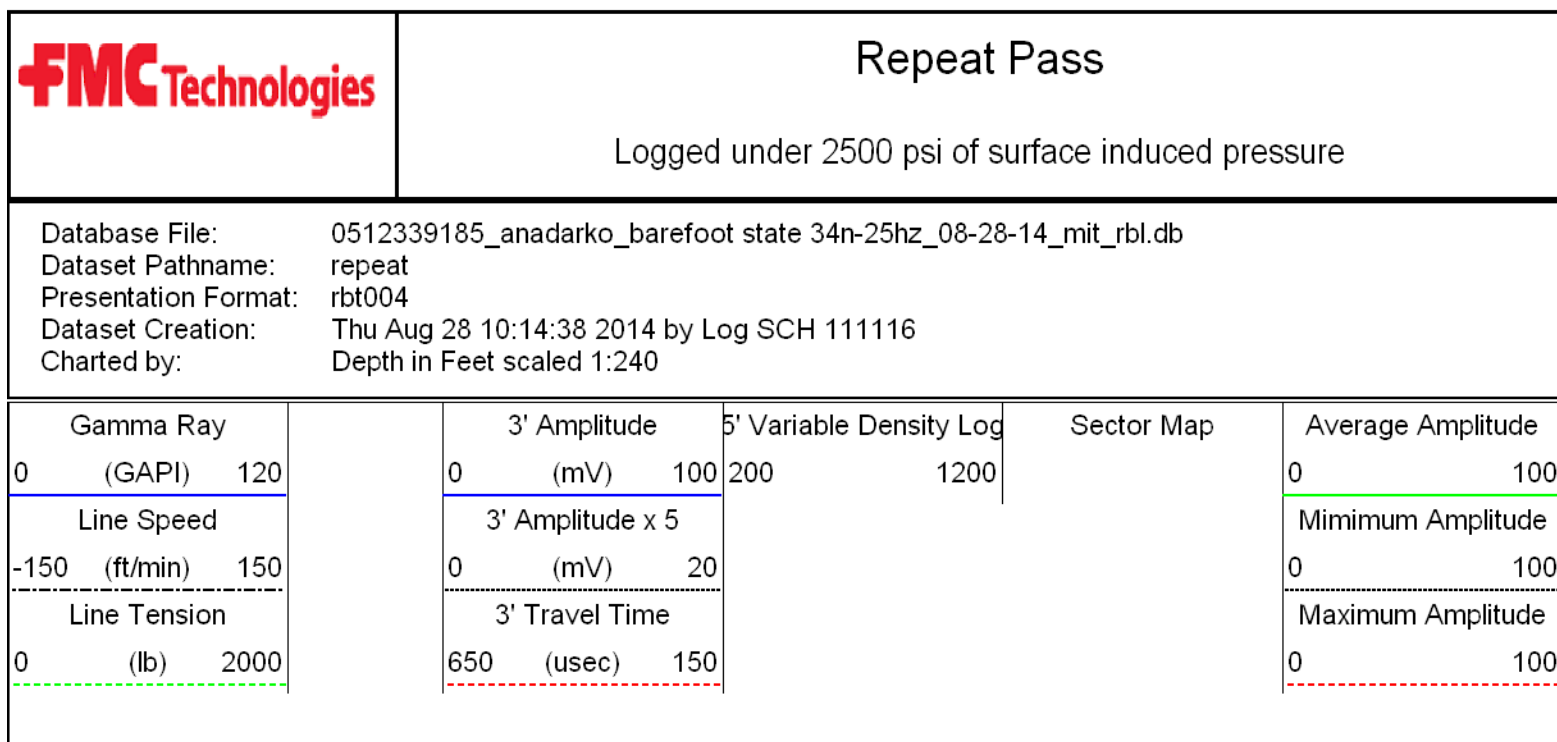 FMC Technologies
Repeat Pass
Logged under 2500 psi of surface induced pressure
Database File: 0512339185_anadarko_barefoot state 34n-25hz_08-28-14_mit_rbl.db
Dataset Pathname: repeat
Presentation Format: rbt004
Dataset Creation: Thu Aug 28 10:14:38 2014 by Log SCH 111116
Charted by: Depth in Feet scaled 1:240
Gamma Ray 3' Amplitude 5' Variable Density Log Sector Map Average Amplitude
0 (GAPI) 120 0 (mV) 100 200 1200 0 100
Line Speed 3' Amplitude x 5 Mimimum Amplitude
-150 (ft/min) 150 0 (mV) 20 0 100
Line Tension 3' Travel Time Maximum Amplitude
0 (lb) 2000 650 (usec) 150 0 100